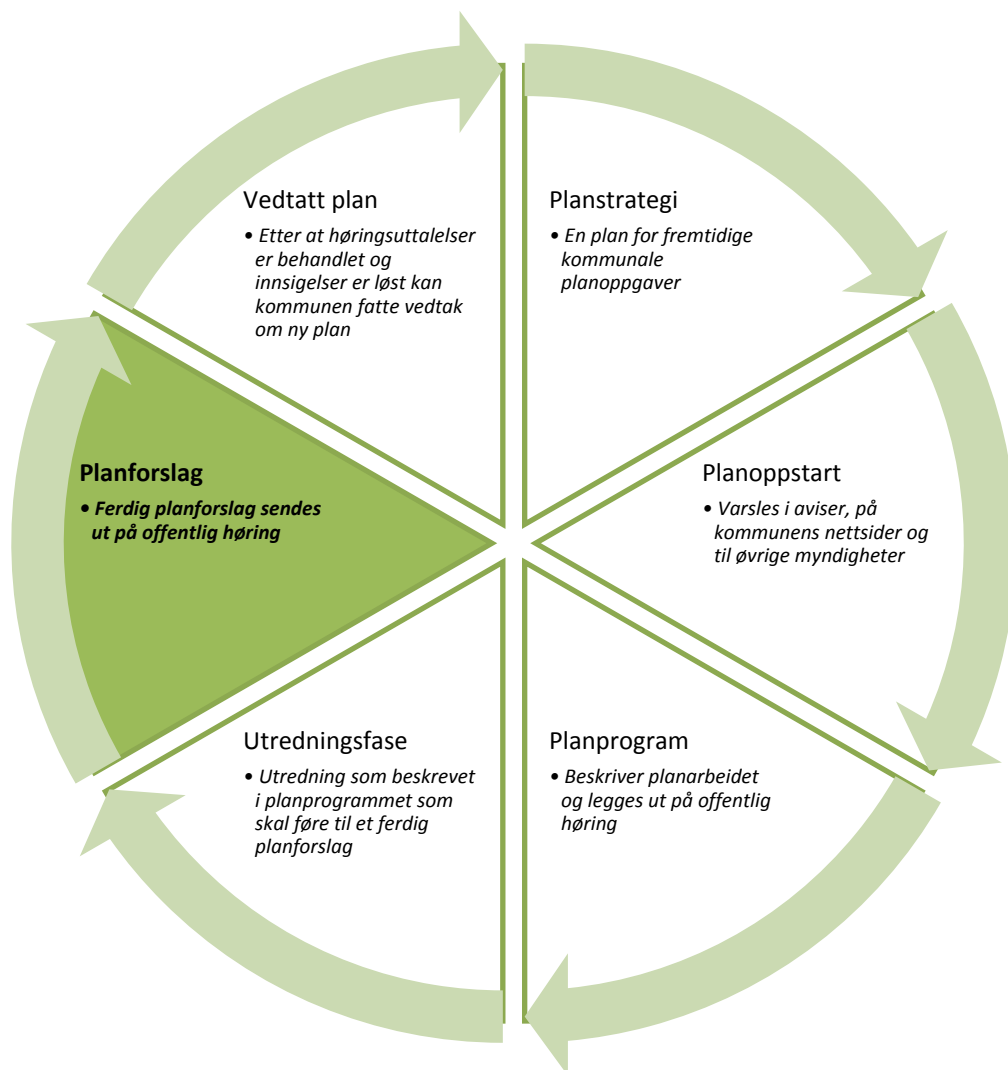 Vedtatt plan
• Etter at høringsuttalelser
er behandlet og
innsigelser er løst kan
kommunen fatte vedtak
om ny plan
Planstrategi
• En plan for fremtidige
kommunale
planoppgaver
Planforslag
• Ferdig planforslag sendes
ut på offentlig høring
Planoppstart
• Varsles i aviser, på
kommunens nettsider og
til øvrige myndigheter
Utredningsfase
• Utredning som beskrevet
i planprogrammet som
skal føre til et ferdig
planforslag
Planprogram
• Beskriver planarbeidet
og legges ut på offentlig
høring